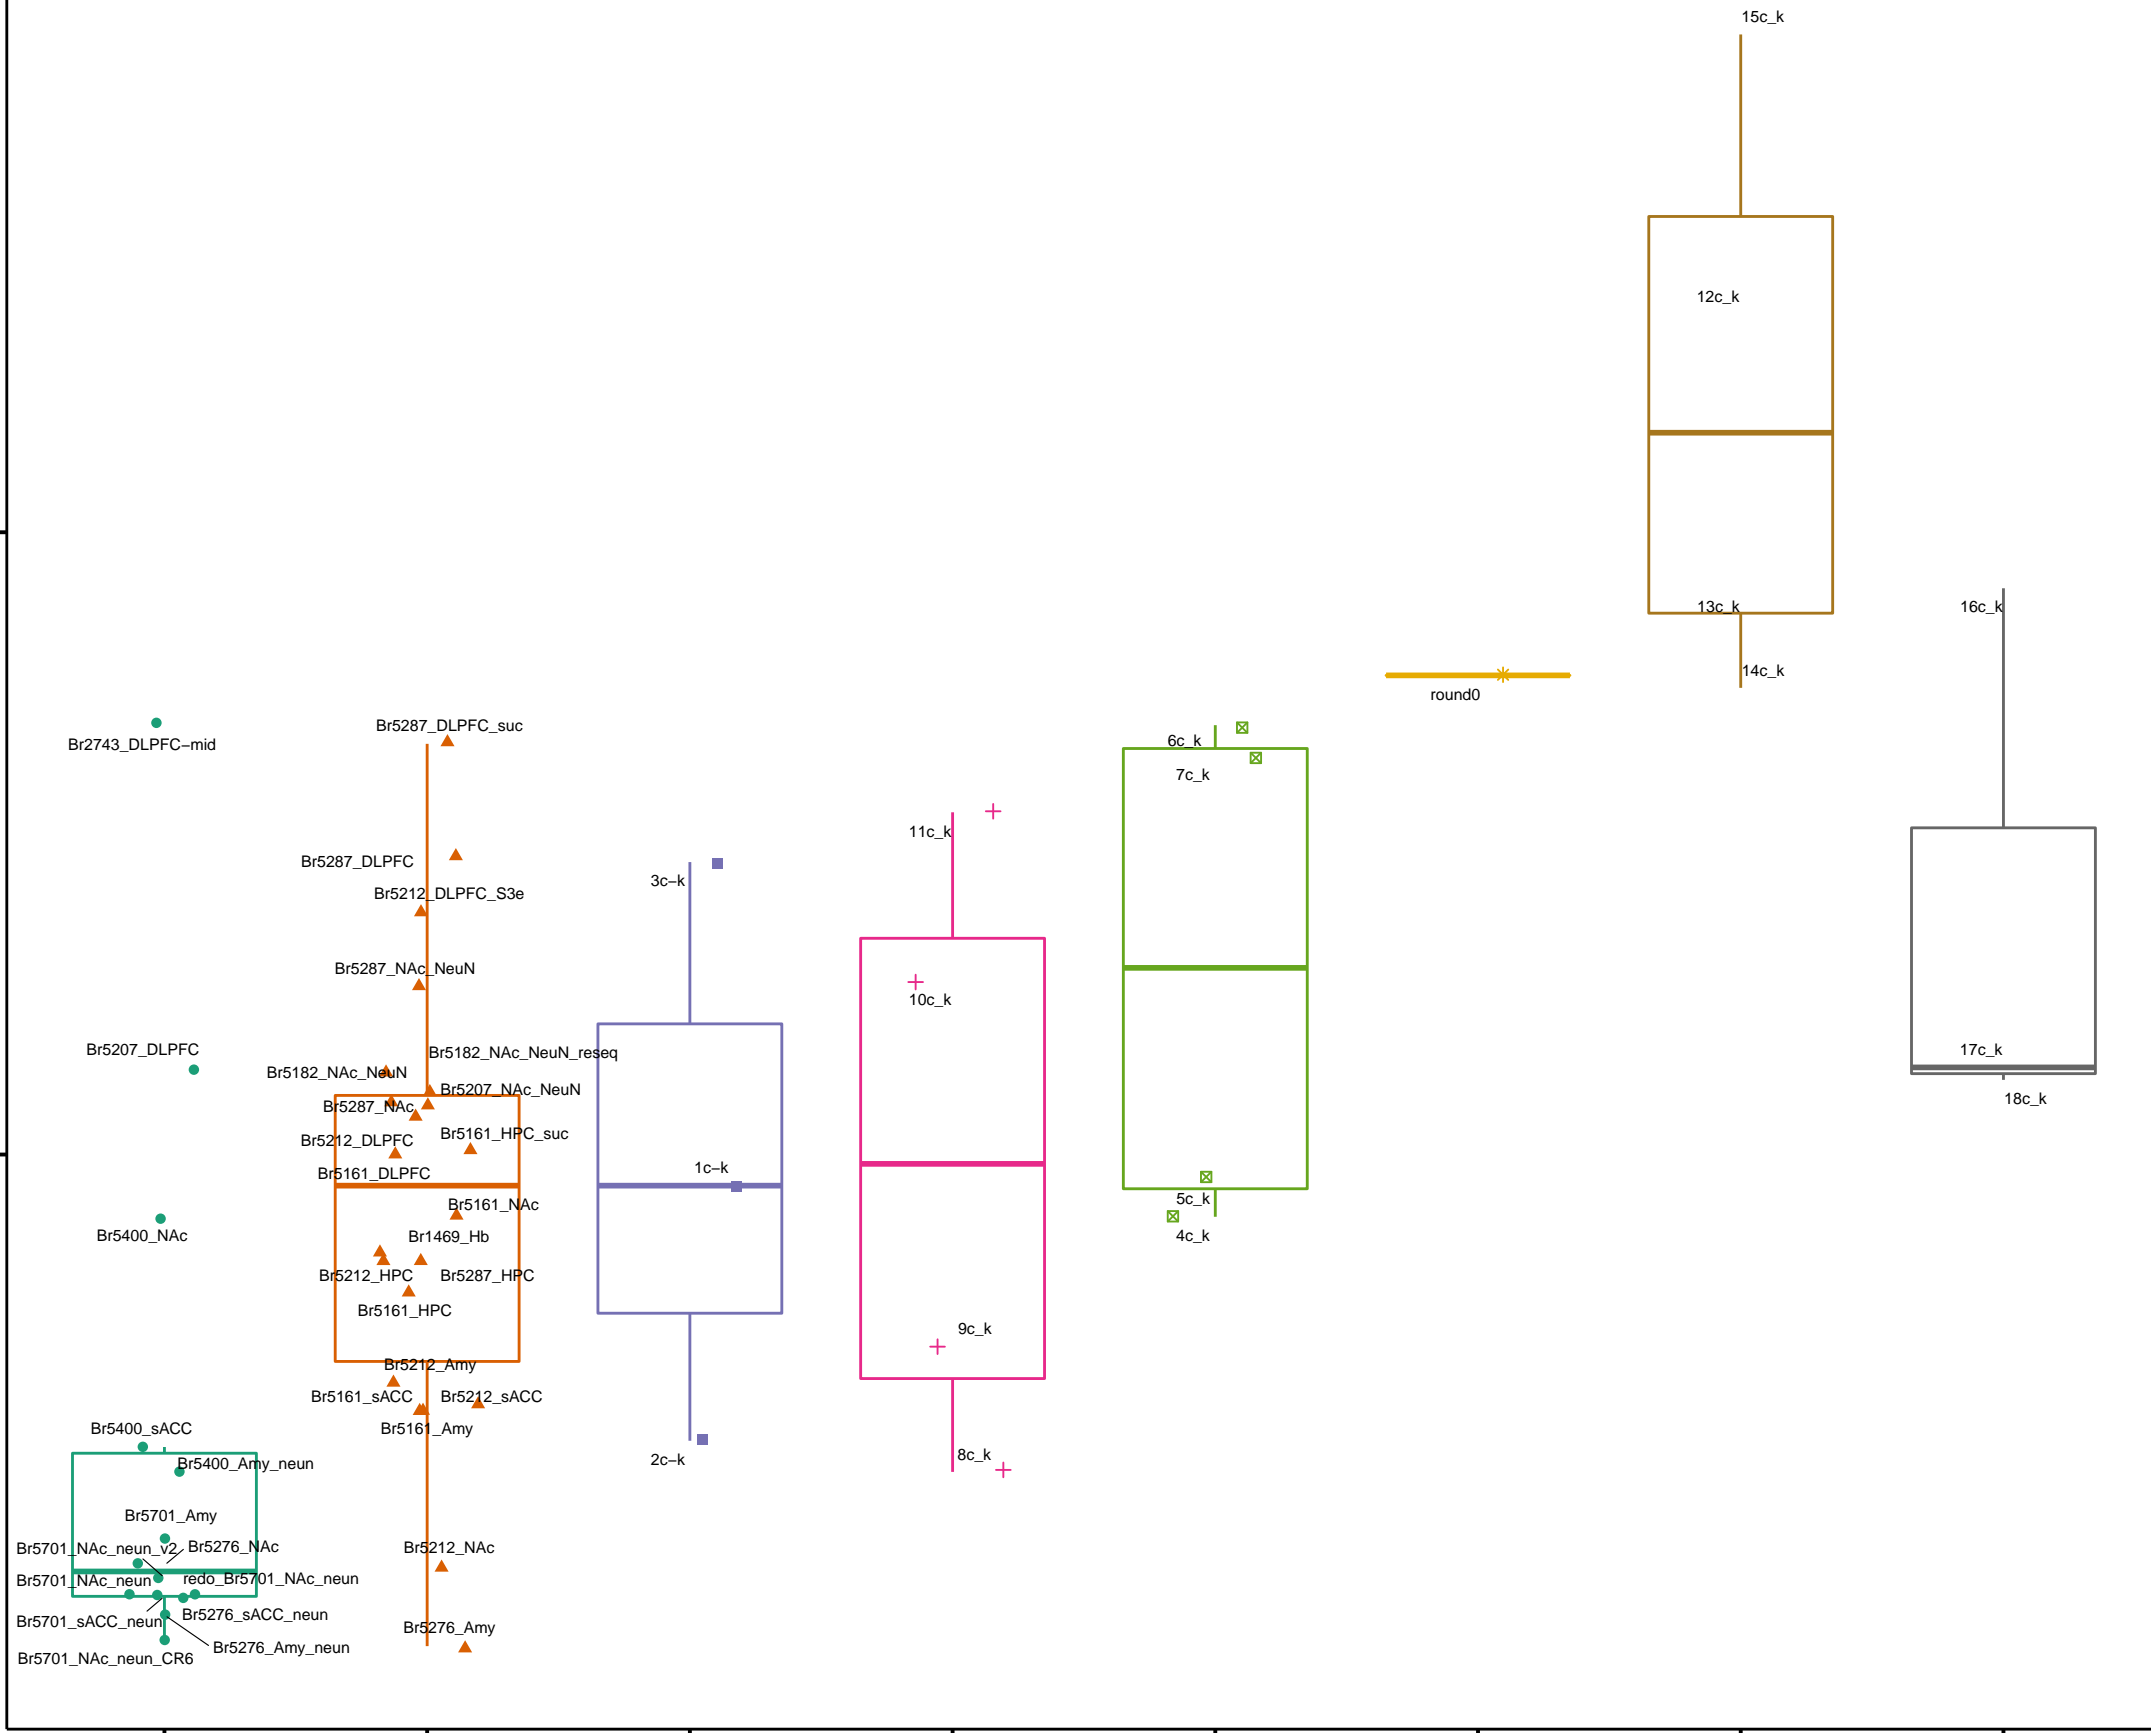 15c_k
12c_k
13c_k
16c_k
14c_k
round0
Br5287_DLPFC_suc
6c_k
Br2743_DLPFC−mid
7c_k
11c_k
Br5287_DLPFC
3c−k
Br5212_DLPFC_S3e
Br5287_NAc_NeuN
10c_k
Br5207_DLPFC
17c_k
Br5182_NAc_NeuN_reseq
Br5182_NAc_NeuN
Br5207_NAc_NeuN
18c_k
Br5287_NAc
Br5161_HPC_suc
Br5212_DLPFC
1c−k
Br5161_DLPFC
5c_k
Br5161_NAc
Br5400_NAc
4c_k
Br1469_Hb
Br5212_HPC
Br5287_HPC
Br5161_HPC
9c_k
Br5212_Amy
Br5161_sACC
Br5212_sACC
Br5400_sACC
Br5161_Amy
8c_k
2c−k
Br5400_Amy_neun
Br5701_Amy
Br5276_NAc
Br5212_NAc
Br5701_NAc_neun_v2
redo_Br5701_NAc_neun
Br5701_NAc_neun
Br5276_sACC_neun
Br5701_sACC_neun
Br5276_Amy
Br5276_Amy_neun
Br5701_NAc_neun_CR6